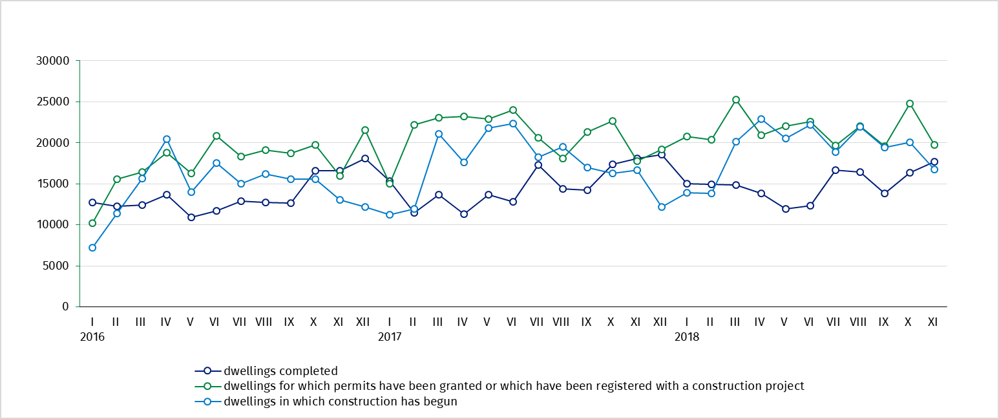 30000
25000
20000
15000
10000
5000
0
I II III IV V VI VII VIII IX X XI XII I II III IV V VI VII VIII IX X XI XII I II III IV V VI VII VIII IX X XI
2016 2017 2018
dwellings completed
dwellings for which permits have been granted or which have been registered with a construction project
dwellings in which construction has begun